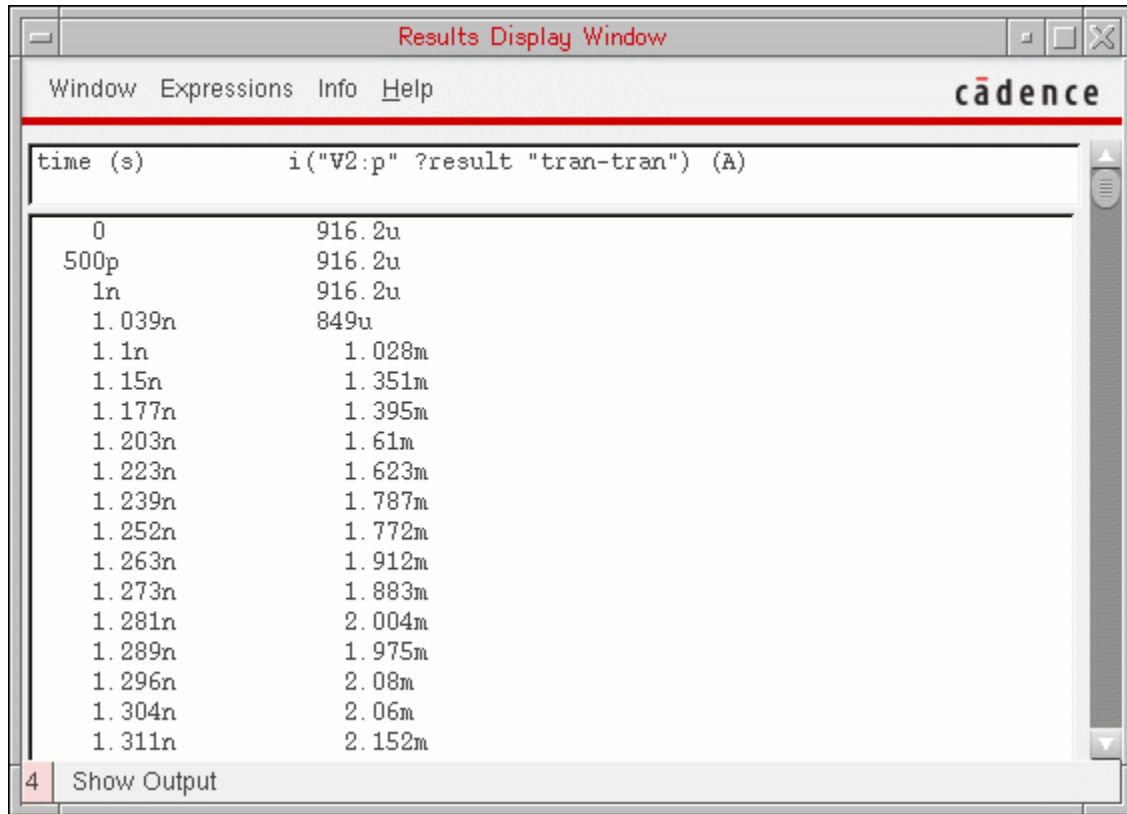 Results Display Window
Window Expressions Info Help cādence
time (s) i("V2:p" ?result "tran-tran") (A)
0 916.2u
500p 916.2u
1n 916.2u
1.039n 849u
1.1n 1.028m
1.15n 1.351m
1.177n 1.395m
1.203n 1.61m
1.223n 1.623m
1.239n 1.787m
1.252n 1.772m
1.263n 1.912m
1.273n 1.883m
1.281n 2.004m
1.289n 1.975m
1.296n 2.08m
1.304n 2.06m
1.311n 2.152m
4 Show Output